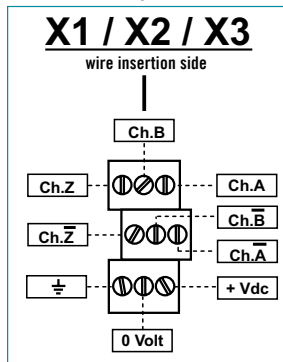 X1 / X2 / X3
wire insertion side
Ch.B
Ch.Z
Ch.A
Ch.B̅
Ch.Z̅
Ch.A̅
+ Vdc
0 Volt